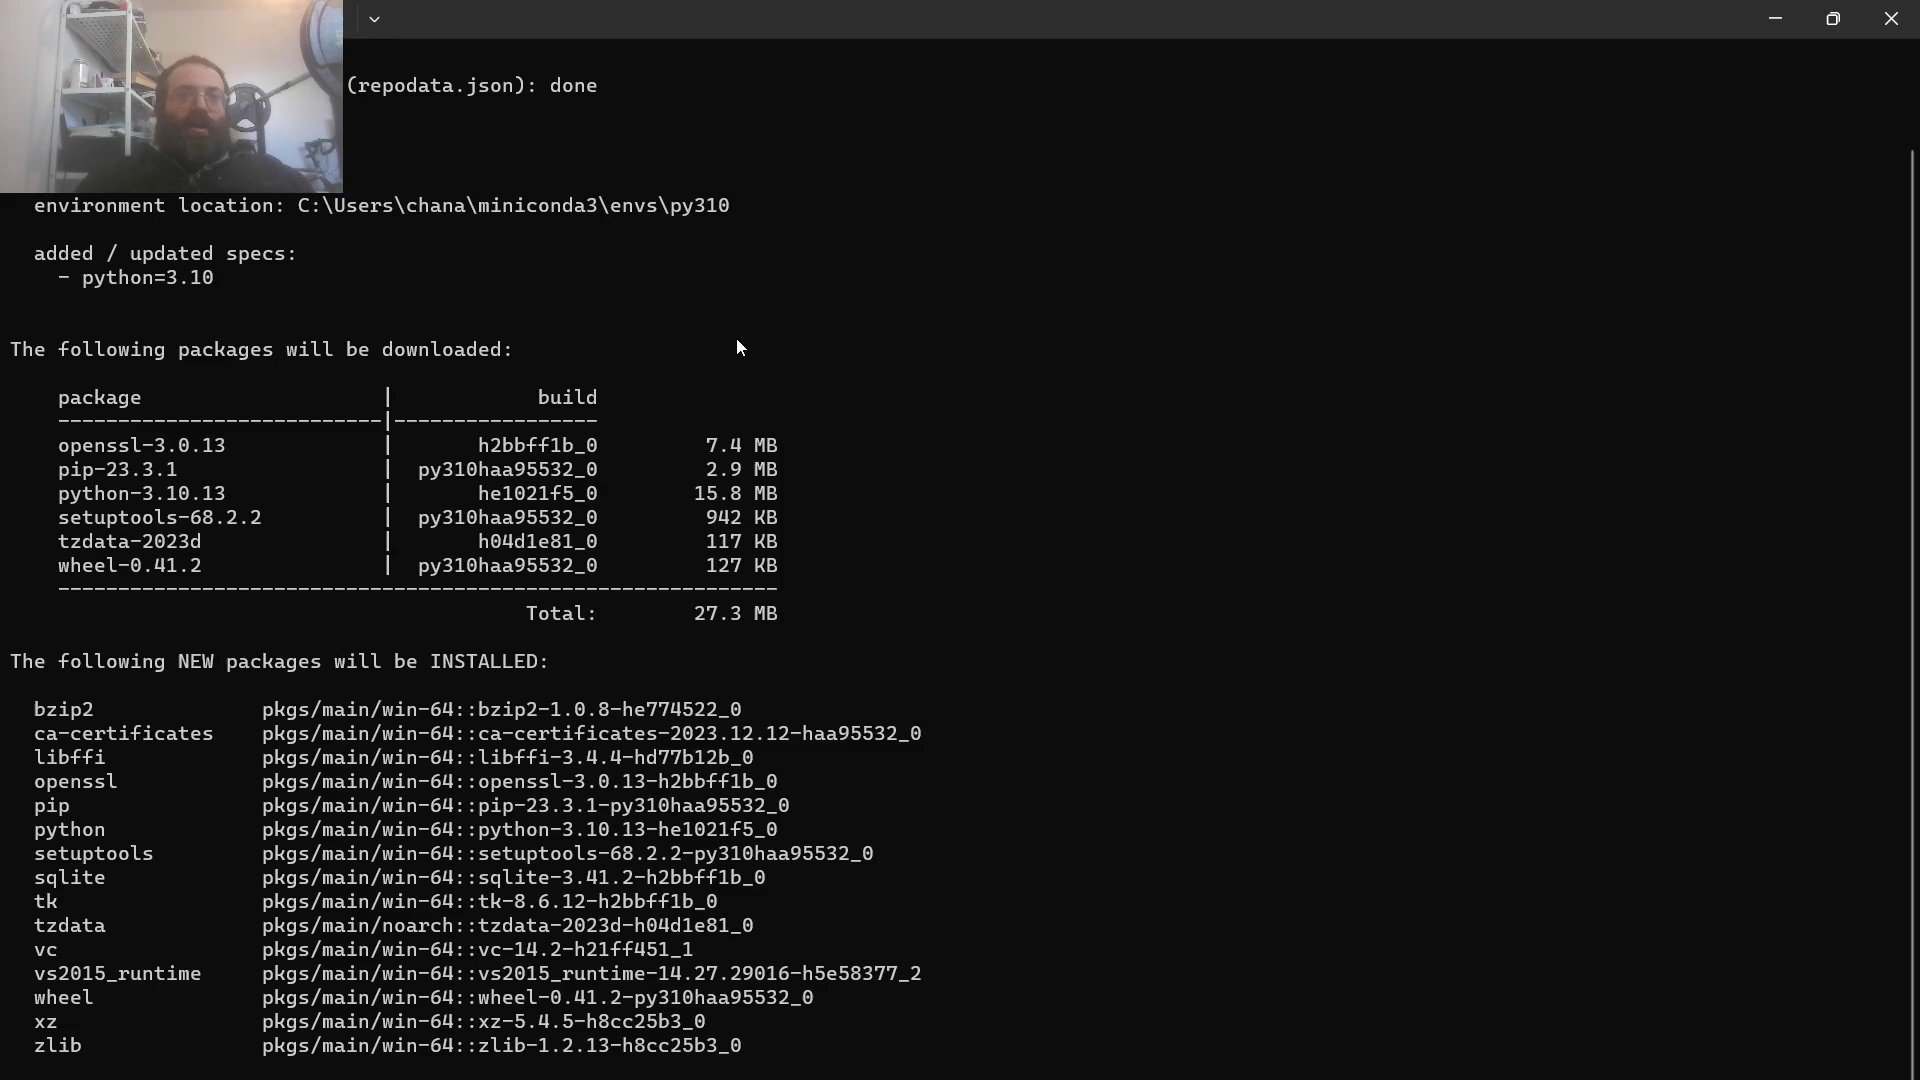 (repodata.json): done
environment location: C:\Users\chana\miniconda3\envs\py310
added / updated specs:
- python=3.10
The following packages will be downloaded:
package | build
---------------------------|-----------------
openssl-3.0.13 | h2bbff1b_0 7.4 MB
pip-23.3.1 | py310haa95532_0 2.9 MB
python-3.10.13 | he1021f5_0 15.8 MB
setuptools-68.2.2 | py310haa95532_0 942 KB
tzdata-2023d | h04d1e81_0 117 KB
wheel-0.41.2 | py310haa95532_0 127 KB
------------------------------------------------------------
Total: 27.3 MB
The following NEW packages will be INSTALLED:
bzip2 pkgs/main/win-64::bzip2-1.0.8-he774522_0
ca-certificates pkgs/main/win-64::ca-certificates-2023.12.12-haa95532_0
libffi pkgs/main/win-64::libffi-3.4.4-hd77b12b_0
openssl pkgs/main/win-64::openssl-3.0.13-h2bbff1b_0
pip pkgs/main/win-64::pip-23.3.1-py310haa95532_0
python pkgs/main/win-64::python-3.10.13-he1021f5_0
setuptools pkgs/main/win-64::setuptools-68.2.2-py310haa95532_0
sqlite pkgs/main/win-64::sqlite-3.41.2-h2bbff1b_0
tk pkgs/main/win-64::tk-8.6.12-h2bbff1b_0
tzdata pkgs/main/noarch::tzdata-2023d-h04d1e81_0
vc pkgs/main/win-64::vc-14.2-h21ff451_1
vs2015_runtime pkgs/main/win-64::vs2015_runtime-14.27.29016-h5e58377_2
wheel pkgs/main/win-64::wheel-0.41.2-py310haa95532_0
xz pkgs/main/win-64::xz-5.4.5-h8cc25b3_0
zlib pkgs/main/win-64::zlib-1.2.13-h8cc25b3_0